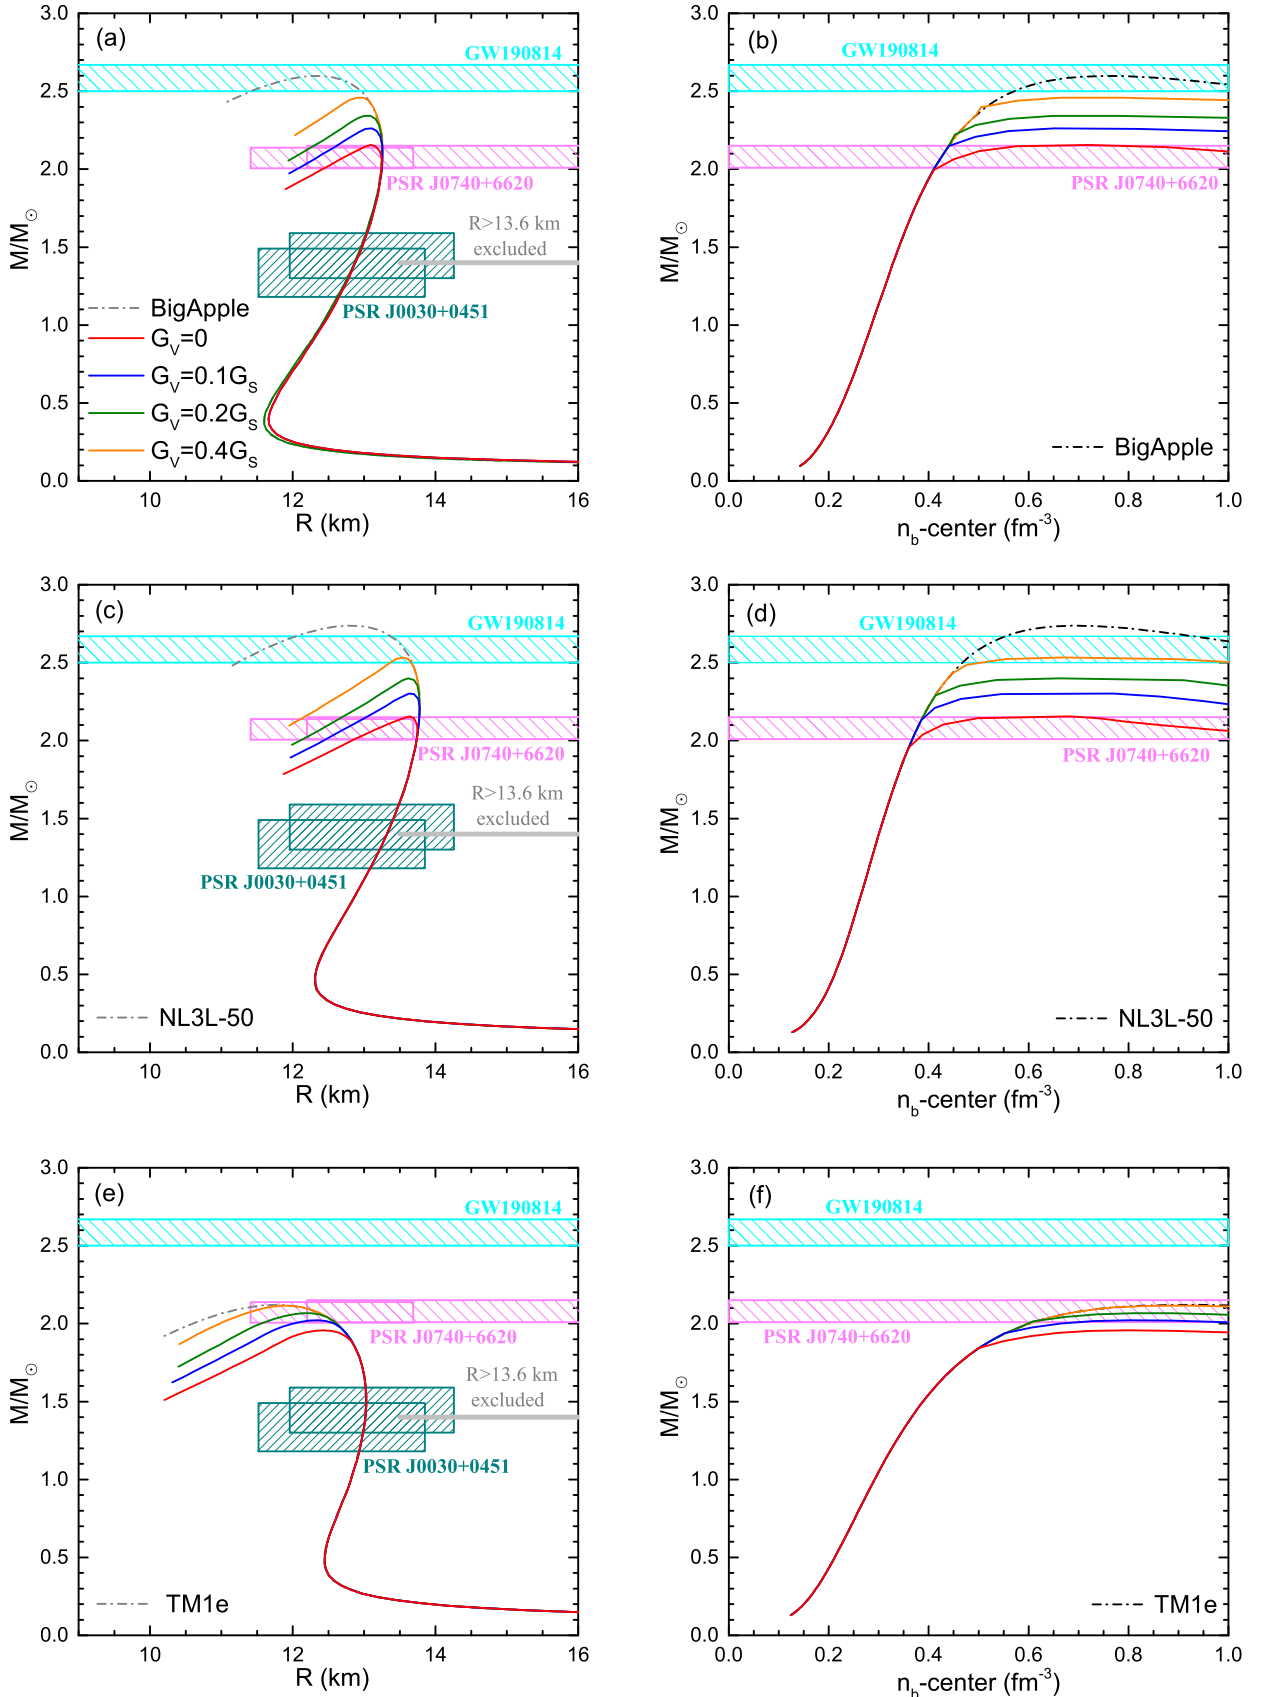 (a)
GW190814
PSR J0740+6620
R>13.6 km
excluded
PSR J0030+0451
BigApple
G_V=0
G_V=0.1G_S
G_V=0.2G_S
G_V=0.4G_S
M/M☉
3.0
2.5
2.0
1.5
1.0
0.5
0.0
10 12 14 16
R (km)
(b)
GW190814
PSR J0740+6620
BigApple
M/M☉
3.0
2.5
2.0
1.5
1.0
0.5
0.0
0.0 0.2 0.4 0.6 0.8 1.0
n_b-center (fm⁻³)
(c)
GW190814
PSR J0740+6620
R>13.6 km
excluded
PSR J0030+0451
NL3L-50
M/M☉
3.0
2.5
2.0
1.5
1.0
0.5
0.0
10 12 14 16
R (km)
(d)
GW190814
PSR J0740+6620
NL3L-50
M/M☉
3.0
2.5
2.0
1.5
1.0
0.5
0.0
0.0 0.2 0.4 0.6 0.8 1.0
n_b-center (fm⁻³)
(e)
GW190814
PSR J0740+6620
R>13.6 km
excluded
PSR J0030+0451
TM1e
M/M☉
3.0
2.5
2.0
1.5
1.0
0.5
0.0
10 12 14 16
R (km)
(f)
GW190814
PSR J0740+6620
TM1e
M/M☉
3.0
2.5
2.0
1.5
1.0
0.5
0.0
0.0 0.2 0.4 0.6 0.8 1.0
n_b-center (fm⁻³)